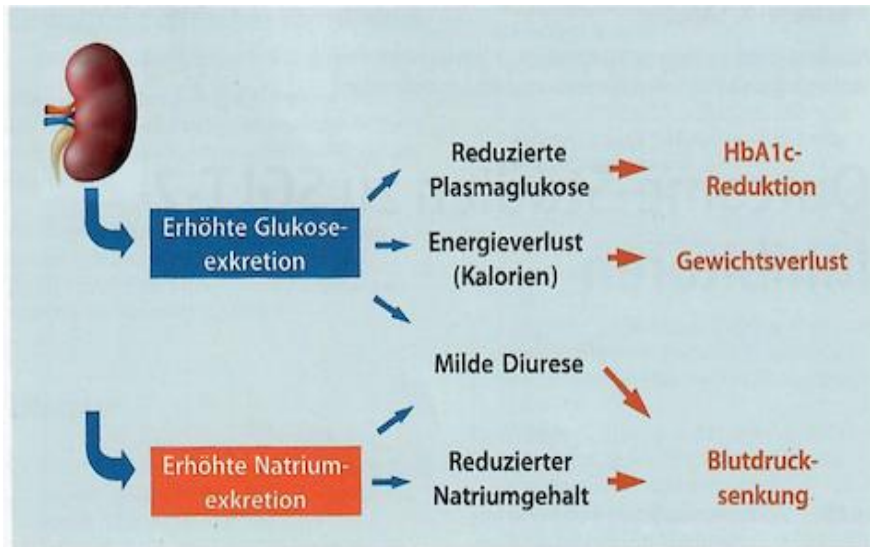 Reduzierte
Plasmaglukose
HbA1c-
Reduktion
Erhöhte Glukose-
exkretion
Energieverlust
(Kalorien)
Gewichtsverlust
Milde Diurese
Erhöhte Natrium-
exkretion
Reduzierter
Natriumgehalt
Blutdruck-
senkung